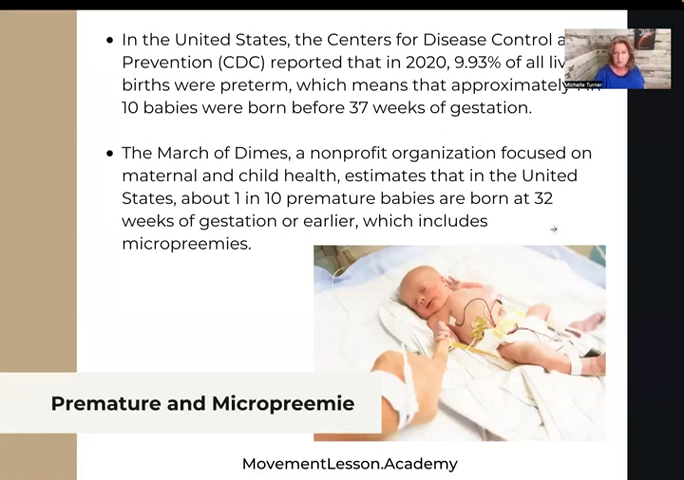 • In the United States, the Centers for Disease Control a
Prevention (CDC) reported that in 2020, 9.93% of all liv
births were preterm, which means that approximately
10 babies were born before 37 weeks of gestation.
• The March of Dimes, a nonprofit organization focused on
maternal and child health, estimates that in the United
States, about 1 in 10 premature babies are born at 32
weeks of gestation or earlier, which includes
micropreemies.
Michelle Turner
Premature and Micropreemie
MovementLesson.Academy